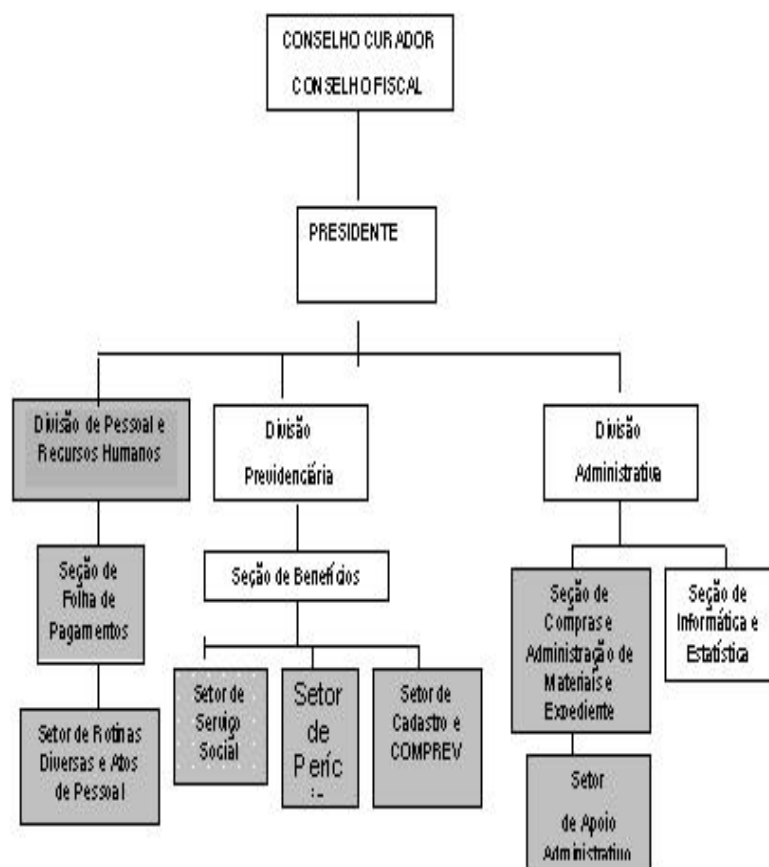 CONSELHO CURADOR
CONSELHO FISCAL
PRESIDENTE
Divisão de Pessoal e
Recursos Humanos
Divisão
Previdenciária
Divisão
Administrativa
Seção de
Folha de
Pagamentos
Seção de Benefícios
Seção de
Compras e
Administração de
Materiais e
Expediente
Seção de
Informática e
Estatística
Setor de Rotinas
Diversas e Atos
de Pessoal
Setor de
Serviço
Social
Setor
de
Períc
Setor de
Cadastro e
COMPREV
Setor
de Apoio
Administrativo